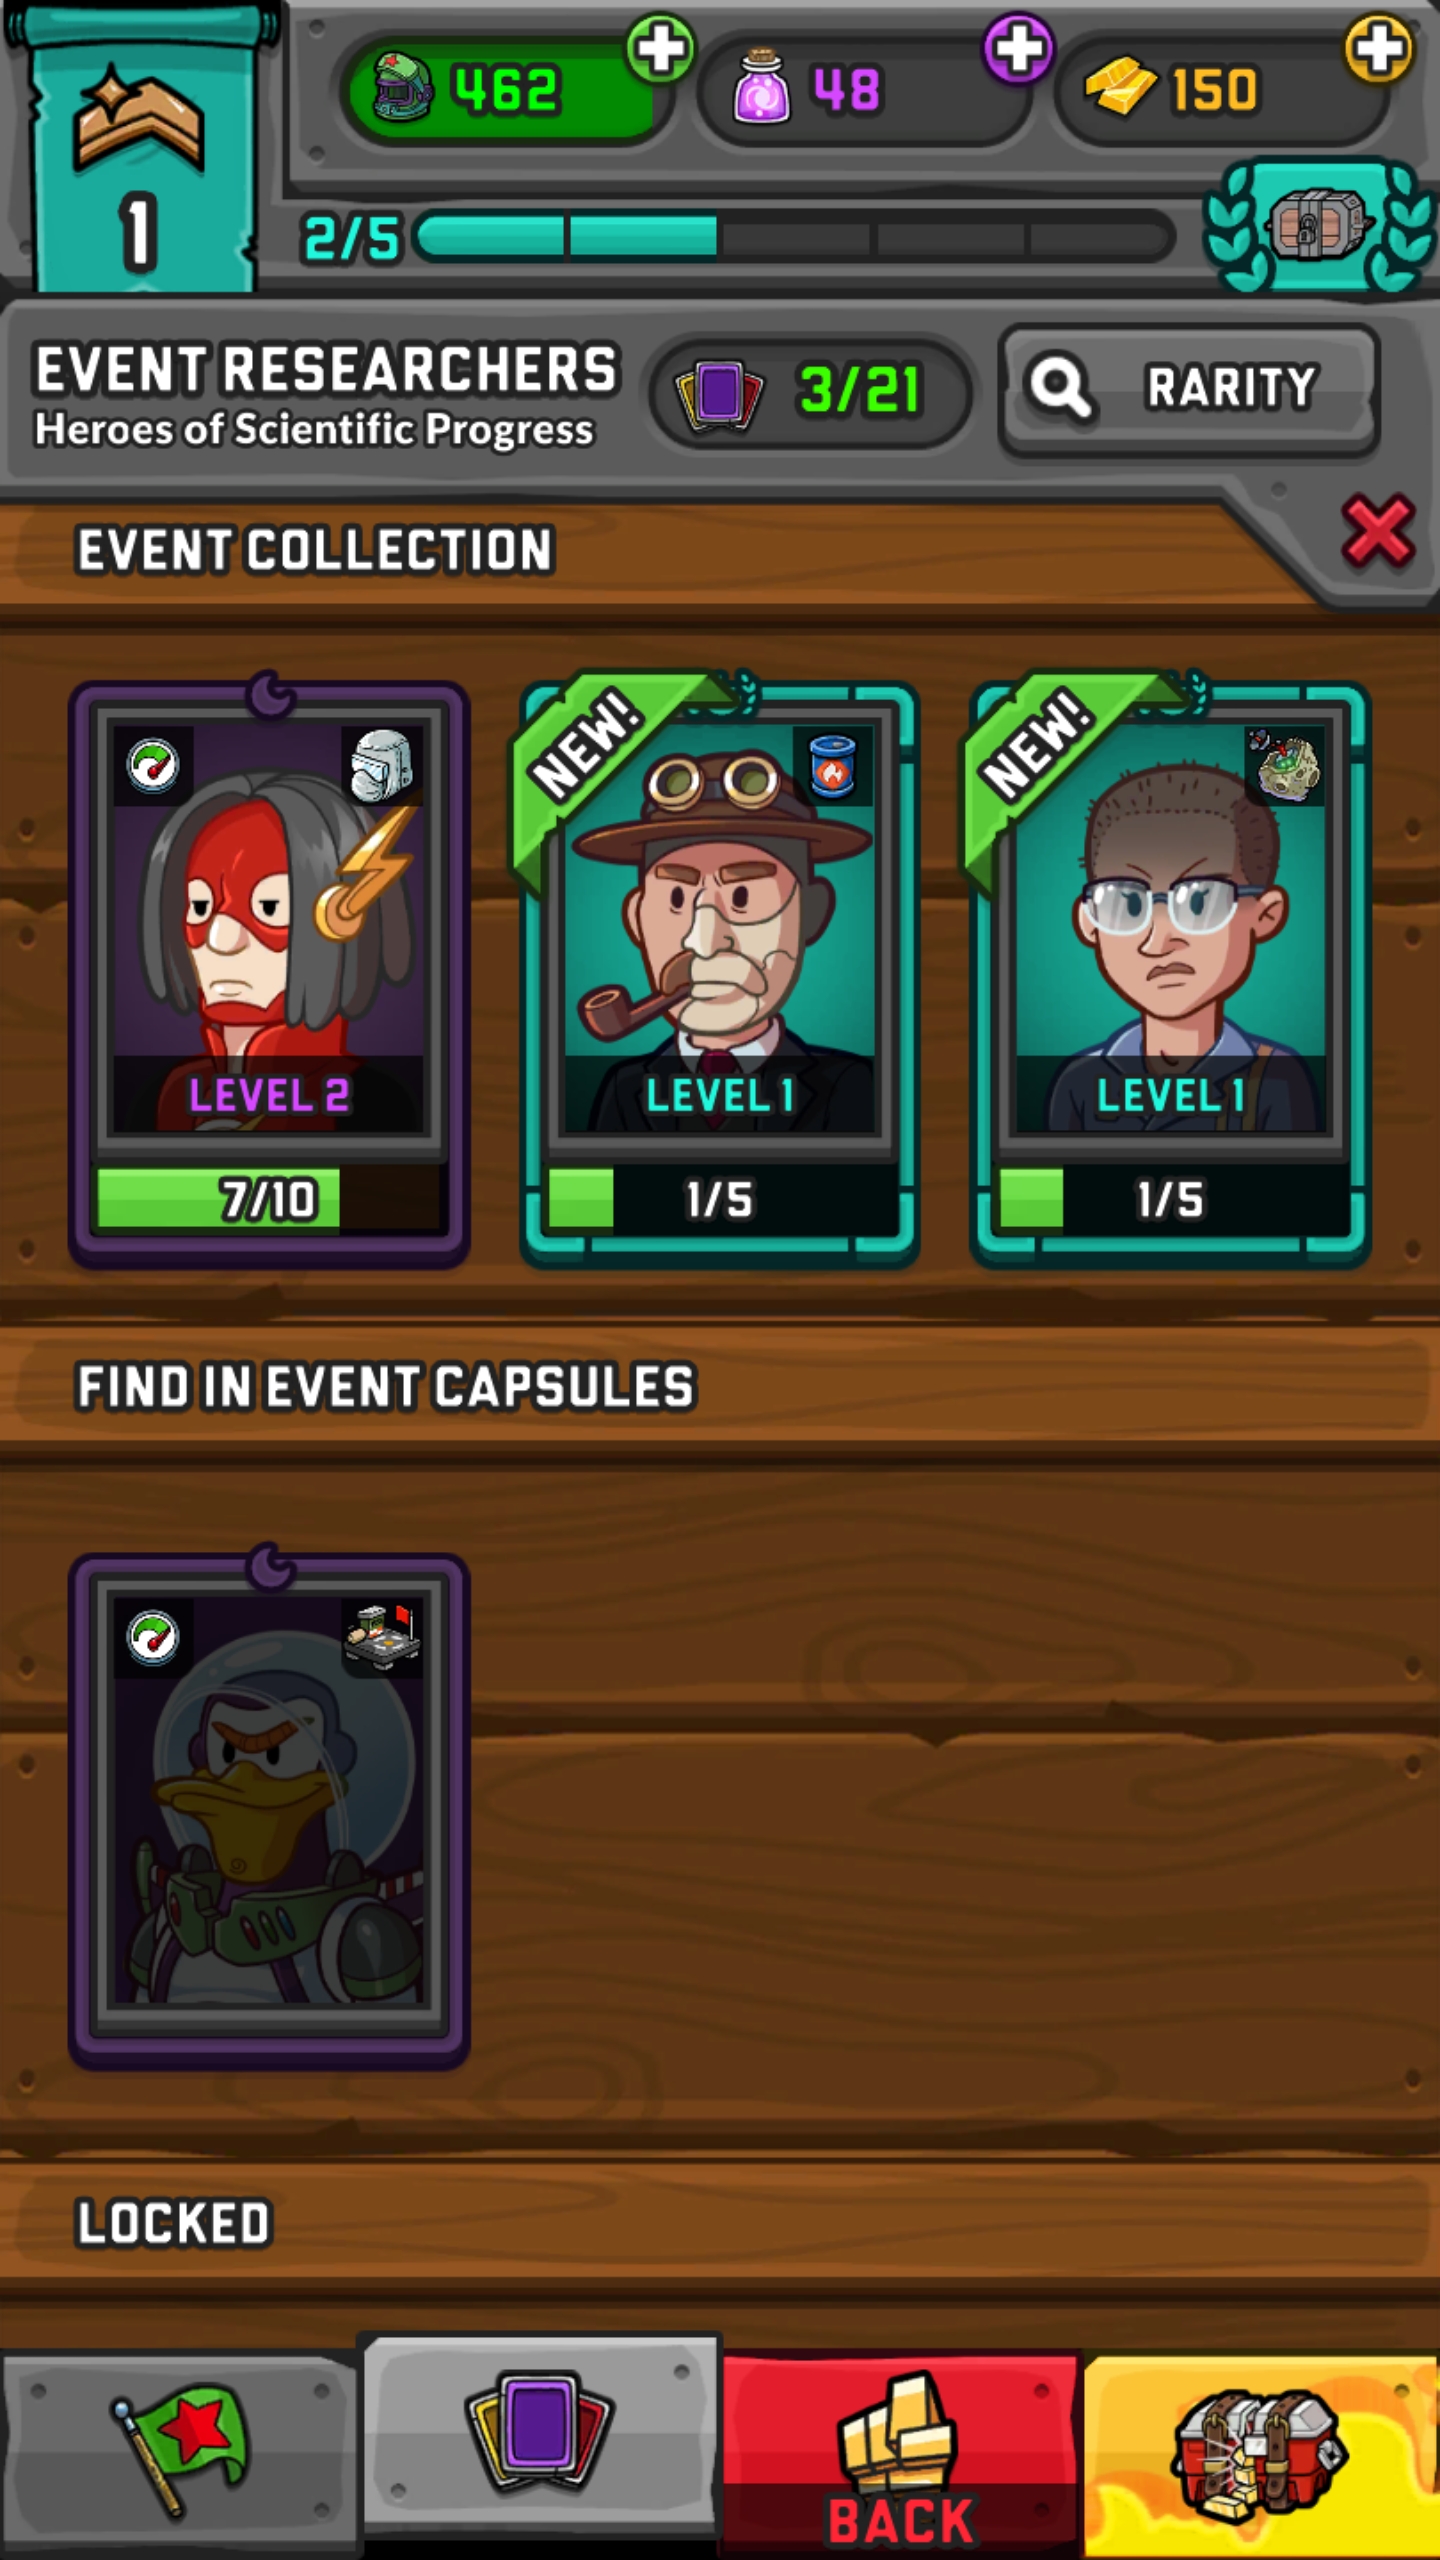 462
48
150
1
2/5
EVENT RESEARCHERS
Heroes of Scientific Progress
3/21
RARITY
EVENT COLLECTION
NEW!
NEW!
LEVEL 2
LEVEL 1
LEVEL 1
7/10
1/5
1/5
FIND IN EVENT CAPSULES
LOCKED
BACK